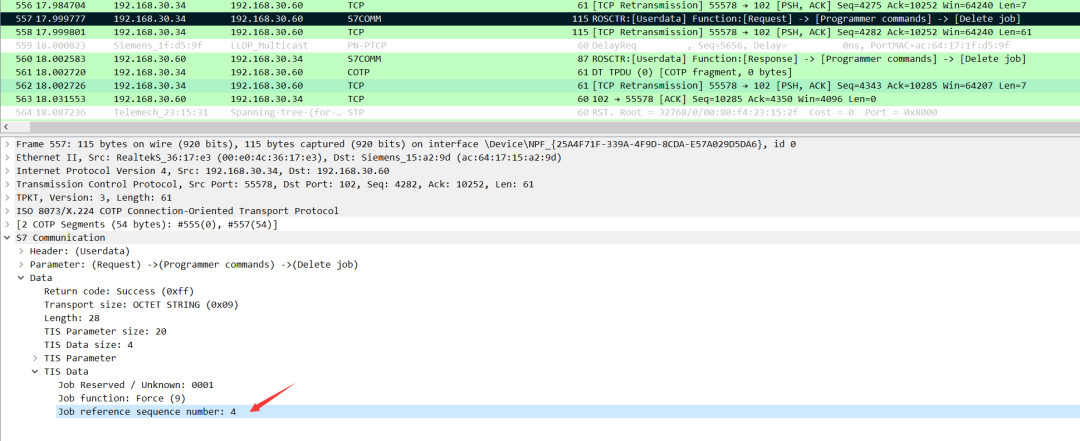 556 17.984704 192.168.30.34 192.168.30.60 TCP 61 [TCP Retransmission] 55578 → 102 [PSH, ACK] Seq=4275 Ack=10252 Win=64240 Len=7
557 17.999777 192.168.30.34 192.168.30.60 S7COMM 115 ROSCTR:[Userdata] Function:[Request] -> [Programmer commands] -> [Delete job]
558 17.999801 192.168.30.34 192.168.30.60 TCP 115 [TCP Retransmission] 55578 → 102 [PSH, ACK] Seq=4282 Ack=10252 Win=64240 Len=61
559 18.000823 Siemens_1f:d5:9f LLDP_Multicast PN-PTCP 60 DelayReq , Seq=5656, Delay= 0ns, PortMAC=ac:64:17:1f:d5:9f
560 18.002583 192.168.30.60 192.168.30.34 S7COMM 87 ROSCTR:[Userdata] Function:[Response] -> [Programmer commands] -> [Delete job]
561 18.002720 192.168.30.34 192.168.30.60 COTP 61 DT TPDU (0) [COTP fragment, 0 bytes]
562 18.002726 192.168.30.34 192.168.30.60 TCP 61 [TCP Retransmission] 55578 → 102 [PSH, ACK] Seq=4343 Ack=10285 Win=64207 Len=7
563 18.031553 192.168.30.60 192.168.30.34 TCP 60 102 → 55578 [ACK] Seq=10285 Ack=4350 Win=4096 Len=0
564 18.087236 Telemech_23:15:31 Spanning-tree-(for-… STP 60 RST. Root = 32768/0/00:80:f4:23:15:2f Cost = 0 Port = 0x8000
Frame 557: 115 bytes on wire (920 bits), 115 bytes captured (920 bits) on interface \Device\NPF_{25A4F71F-339A-4F9D-8CDA-E57A029D5DA6}, id 0
Ethernet II, Src: RealtekS_36:17:e3 (00:e0:4c:36:17:e3), Dst: Siemens_15:a2:9d (ac:64:17:15:a2:9d)
Internet Protocol Version 4, Src: 192.168.30.34, Dst: 192.168.30.60
Transmission Control Protocol, Src Port: 55578, Dst Port: 102, Seq: 4282, Ack: 10252, Len: 61
TPKT, Version: 3, Length: 61
ISO 8073/X.224 COTP Connection-Oriented Transport Protocol
[2 COTP Segments (54 bytes): #555(0), #557(54)]
S7 Communication
Header: (Userdata)
Parameter: (Request) ->(Programmer commands) ->(Delete job)
Data
Return code: Success (0xff)
Transport size: OCTET STRING (0x09)
Length: 28
TIS Parameter size: 20
TIS Data size: 4
TIS Parameter
TIS Data
Job Reserved / Unknown: 0001
Job function: Force (9)
Job reference sequence number: 4